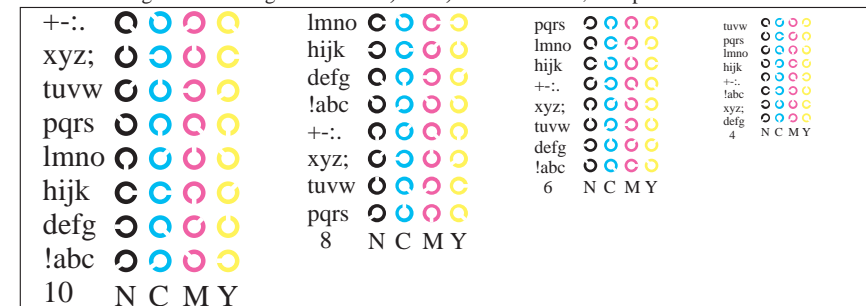 +-:.
xyz;
tuvw
pqrs
lmno
hijk
defg
!abc
10 N C M Y
lmno
hijk
defg
!abc
+-:.
xyz;
tuvw
pqrs
8 N C M Y
pqrs
lmno
hijk
+-:.
xyz;
tuvw
defg
!abc
6 N C M Y
tuvw
pqrs
lmno
hijk
+-:.
!abc
xyz;
defg
4 N C M Y